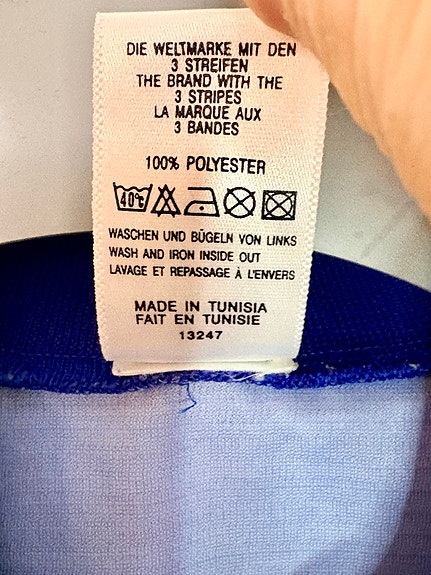 DIE WELTMARKE MIT DEN
3 STREIFEN
THE BRAND WITH THE
3 STRIPES
LA MARQUE AUX
3 BANDES
100% POLYESTER
40°
WASCHEN UND BÜGELN VON LINKS
WASH AND IRON INSIDE OUT
LAVAGE ET REPASSAGE À L'ENVERS
MADE IN TUNISIA
FAIT EN TUNISIE
13247